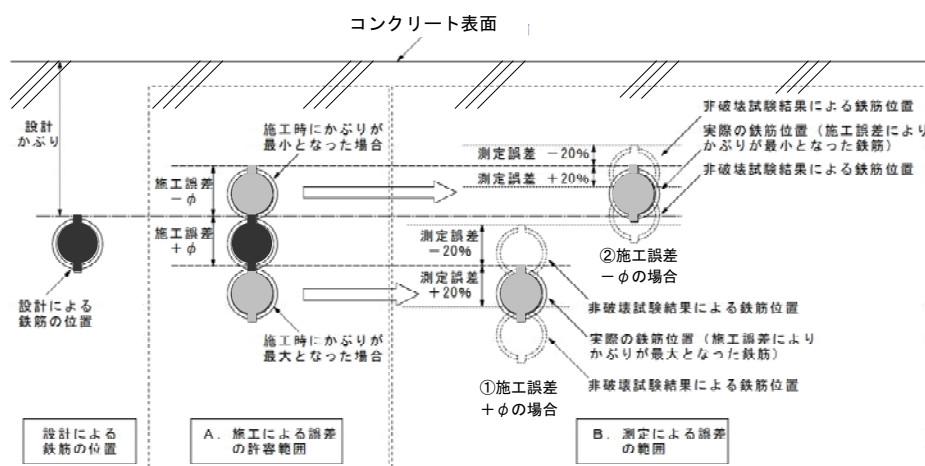 コンクリート表面
設計
かぶり
施工時にかぶりが
最小となった場合
施工誤差
－φ
施工誤差
＋φ
設計による
鉄筋の位置
施工時にかぶりが
最大となった場合
測定誤差 －20%
測定誤差 ＋20%
非破壊試験結果による鉄筋位置
実際の鉄筋位置（施工誤差により
かぶりが最小となった鉄筋）
非破壊試験結果による鉄筋位置
②施工誤差
－φの場合
測定誤差
－20%
測定誤差
＋20%
非破壊試験結果による鉄筋位置
実際の鉄筋位置（施工誤差により
かぶりが最大となった鉄筋）
非破壊試験結果による鉄筋位置
①施工誤差
＋φの場合
設計による
鉄筋の位置
A．施工による誤差
の許容範囲
B．測定による誤差
の範囲